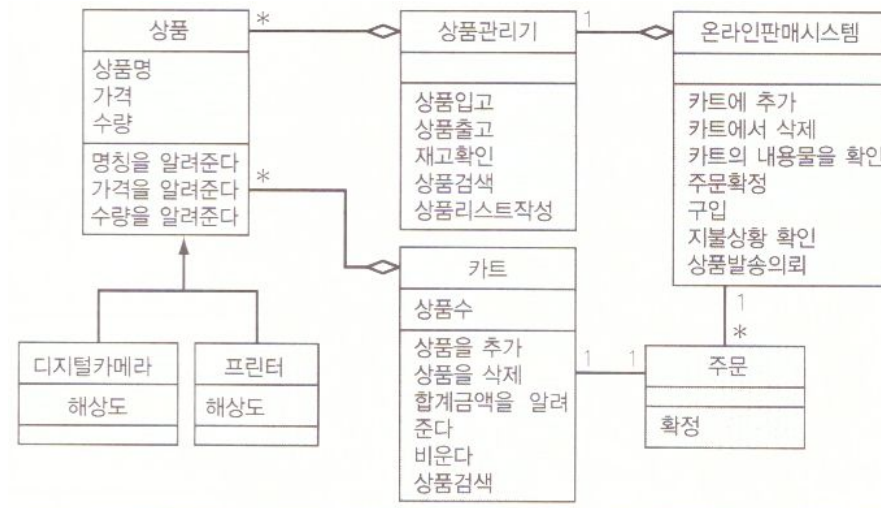 상품
상품명
가격
수량
명칭을 알려준다
가격을 알려준다
수량을 알려준다
*
*
상품관리기
상품입고
상품출고
재고확인
상품검색
상품리스트작성
1
온라인판매시스템
카트에 추가
카트에서 삭제
카트의 내용물을 확인
주문확정
구입
지불상황 확인
상품발송의뢰
1
*
카트
상품수
상품을 추가
상품을 삭제
합계금액을 알려
준다
비운다
상품검색
1
1
주문
확정
디지털카메라
해상도
프린터
해상도